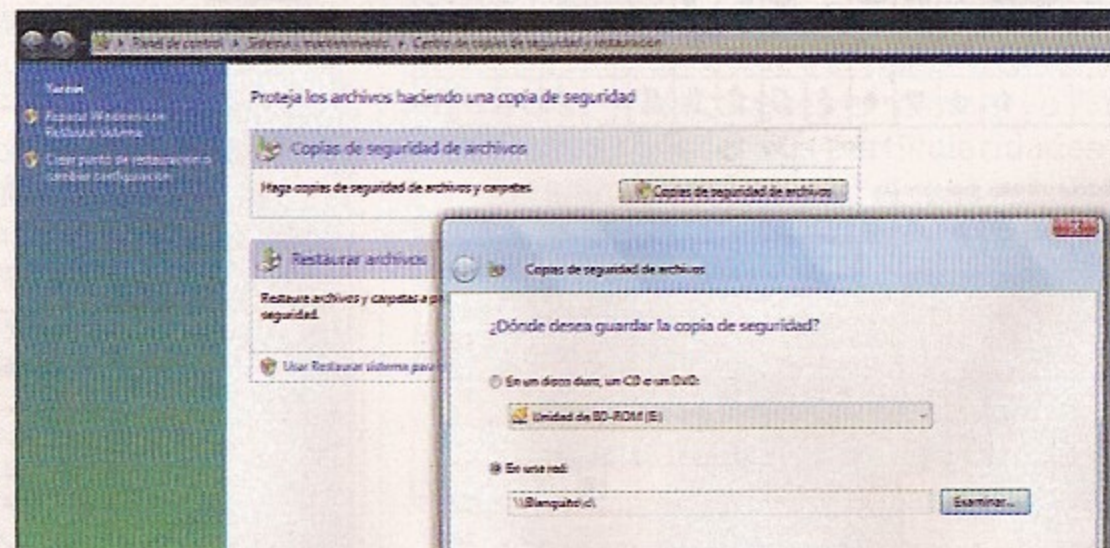 Panel de control ▸ Sistema y mantenimiento ▸ Centro de copias de seguridad y restauración
Tareas
Reparar Windows con
Restaurar sistema
Crear punto de restauración o
cambiar configuración
Proteja los archivos haciendo una copia de seguridad
Copias de seguridad de archivos
Haga copias de seguridad de archivos y carpetas.
Copias de seguridad de archivos
Restaurar archivos
Restaure archivos y carpetas a
seguridad.
Usar Restaurar sistema para
Copias de seguridad de archivos
¿Dónde desea guardar la copia de seguridad?
En un disco duro, un CD o un DVD:
Unidad de BD-ROM (E:)
En una red:
\\Blanquito\c\
Examinar...